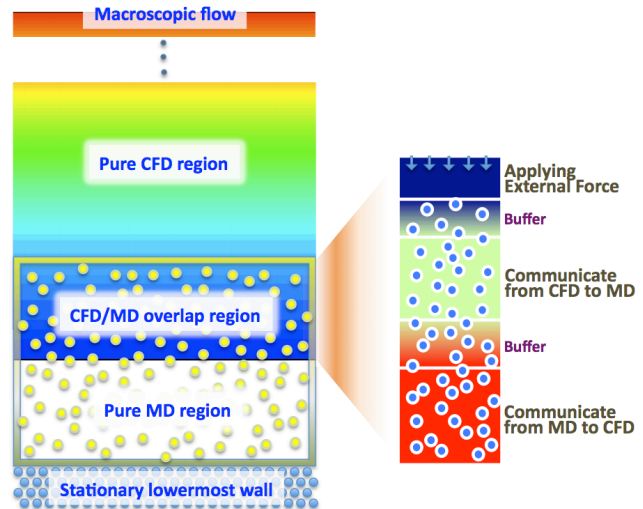 Macroscopic flow
Pure CFD region
CFD/MD overlap region
Pure MD region
Stationary lowermost wall
Applying
External Force
Buffer
Communicate
from CFD to MD
Buffer
Communicate
from MD to CFD